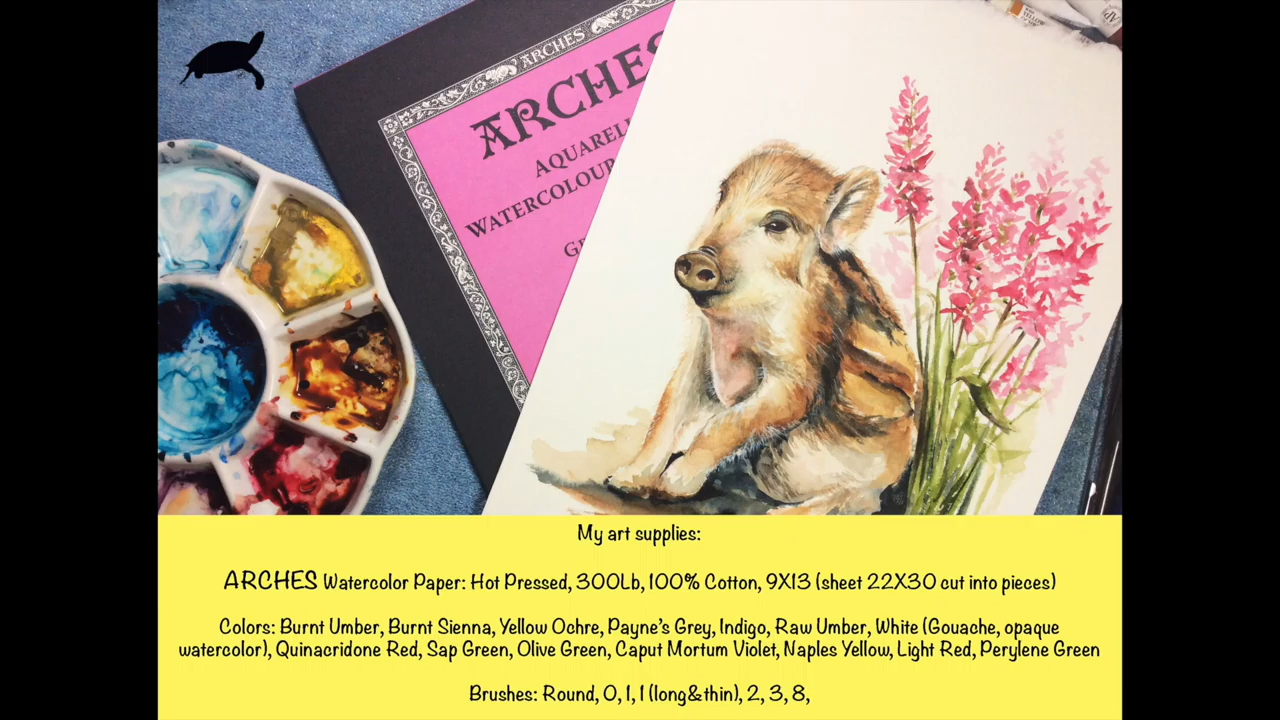 ARCHES
ARCHES
AQUARELL
WATERCOLOUR
My art supplies:
ARCHES Watercolor Paper: Hot Pressed, 300Lb, 100% Cotton, 9X13 (sheet 22X30 cut into pieces)
Colors: Burnt Umber, Burnt Sienna, Yellow Ochre, Payne's Grey, Indigo, Raw Umber, White (Gouache, opaque
watercolor), Quinacridone Red, Sap Green, Olive Green, Caput Mortum Violet, Naples Yellow, Light Red, Perylene Green
Brushes: Round, 0, 1, 1 (long&thin), 2, 3, 8,